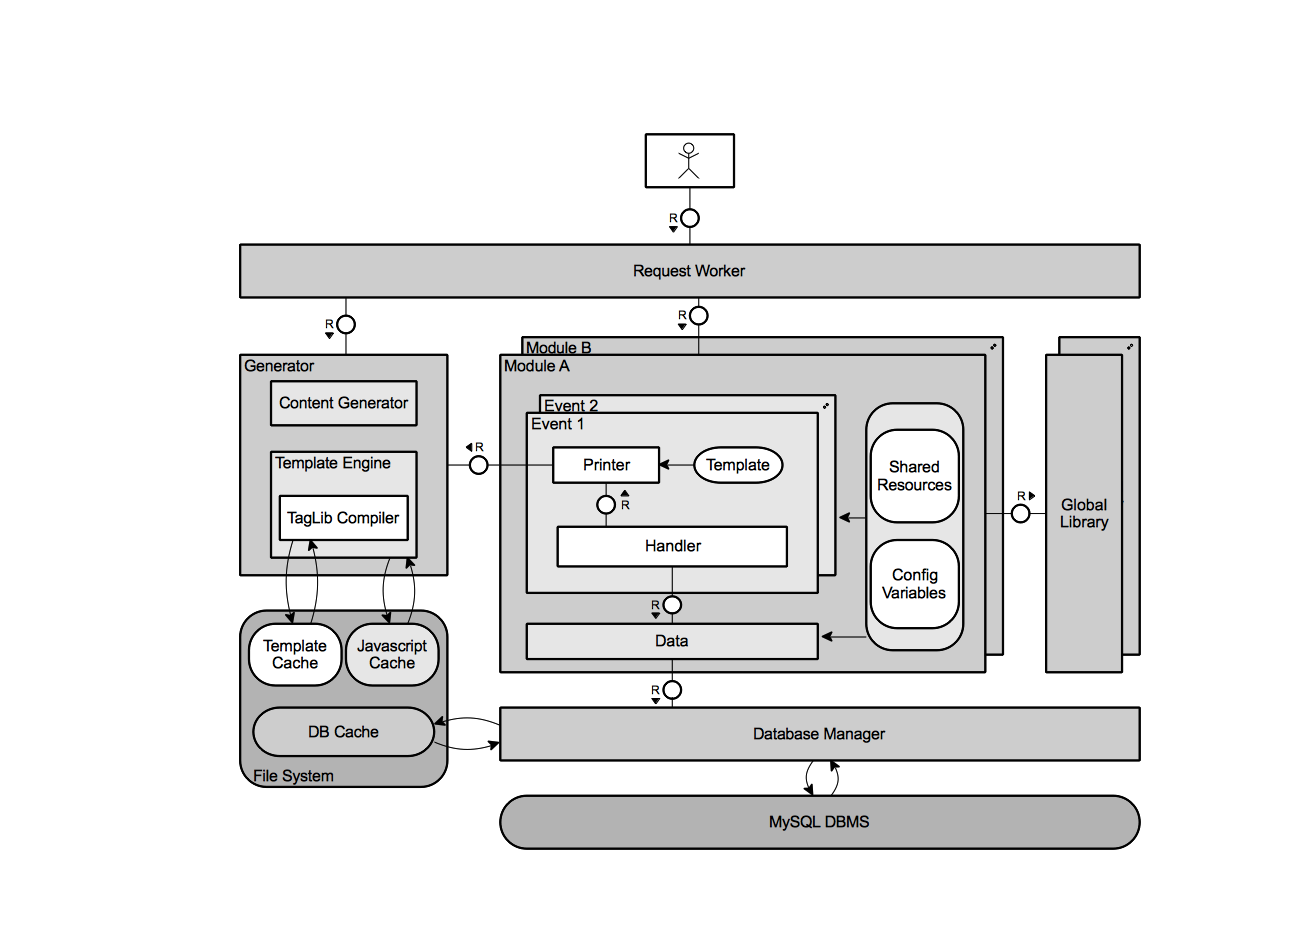 R
Request Worker
R
R
Generator
Content Generator
Template Engine
TagLib Compiler
Module B
Module A
Event 2
Event 1
R
Printer
Template
R
Handler
R
Data
R
Shared
Resources
Config
Variables
R
Global
Library
Template
Cache
Javascript
Cache
DB Cache
File System
Database Manager
MySQL DBMS